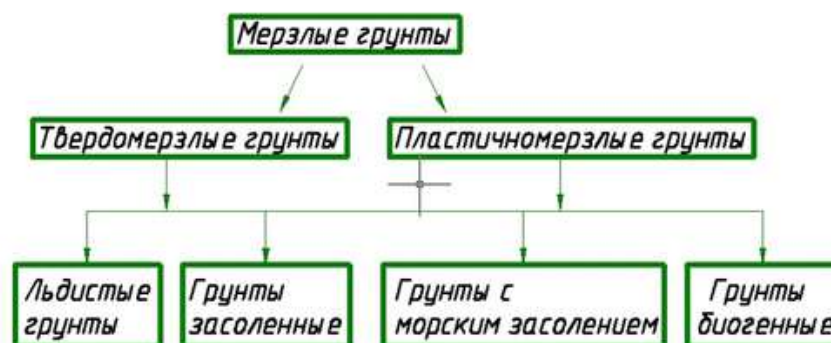 Мерзлые грунты
Твердомерзлые грунты
Пластичномерзлые грунты
Льдистые
грунты
Грунты
засоленные
Грунты с
морским засолением
Грунты
биогенные